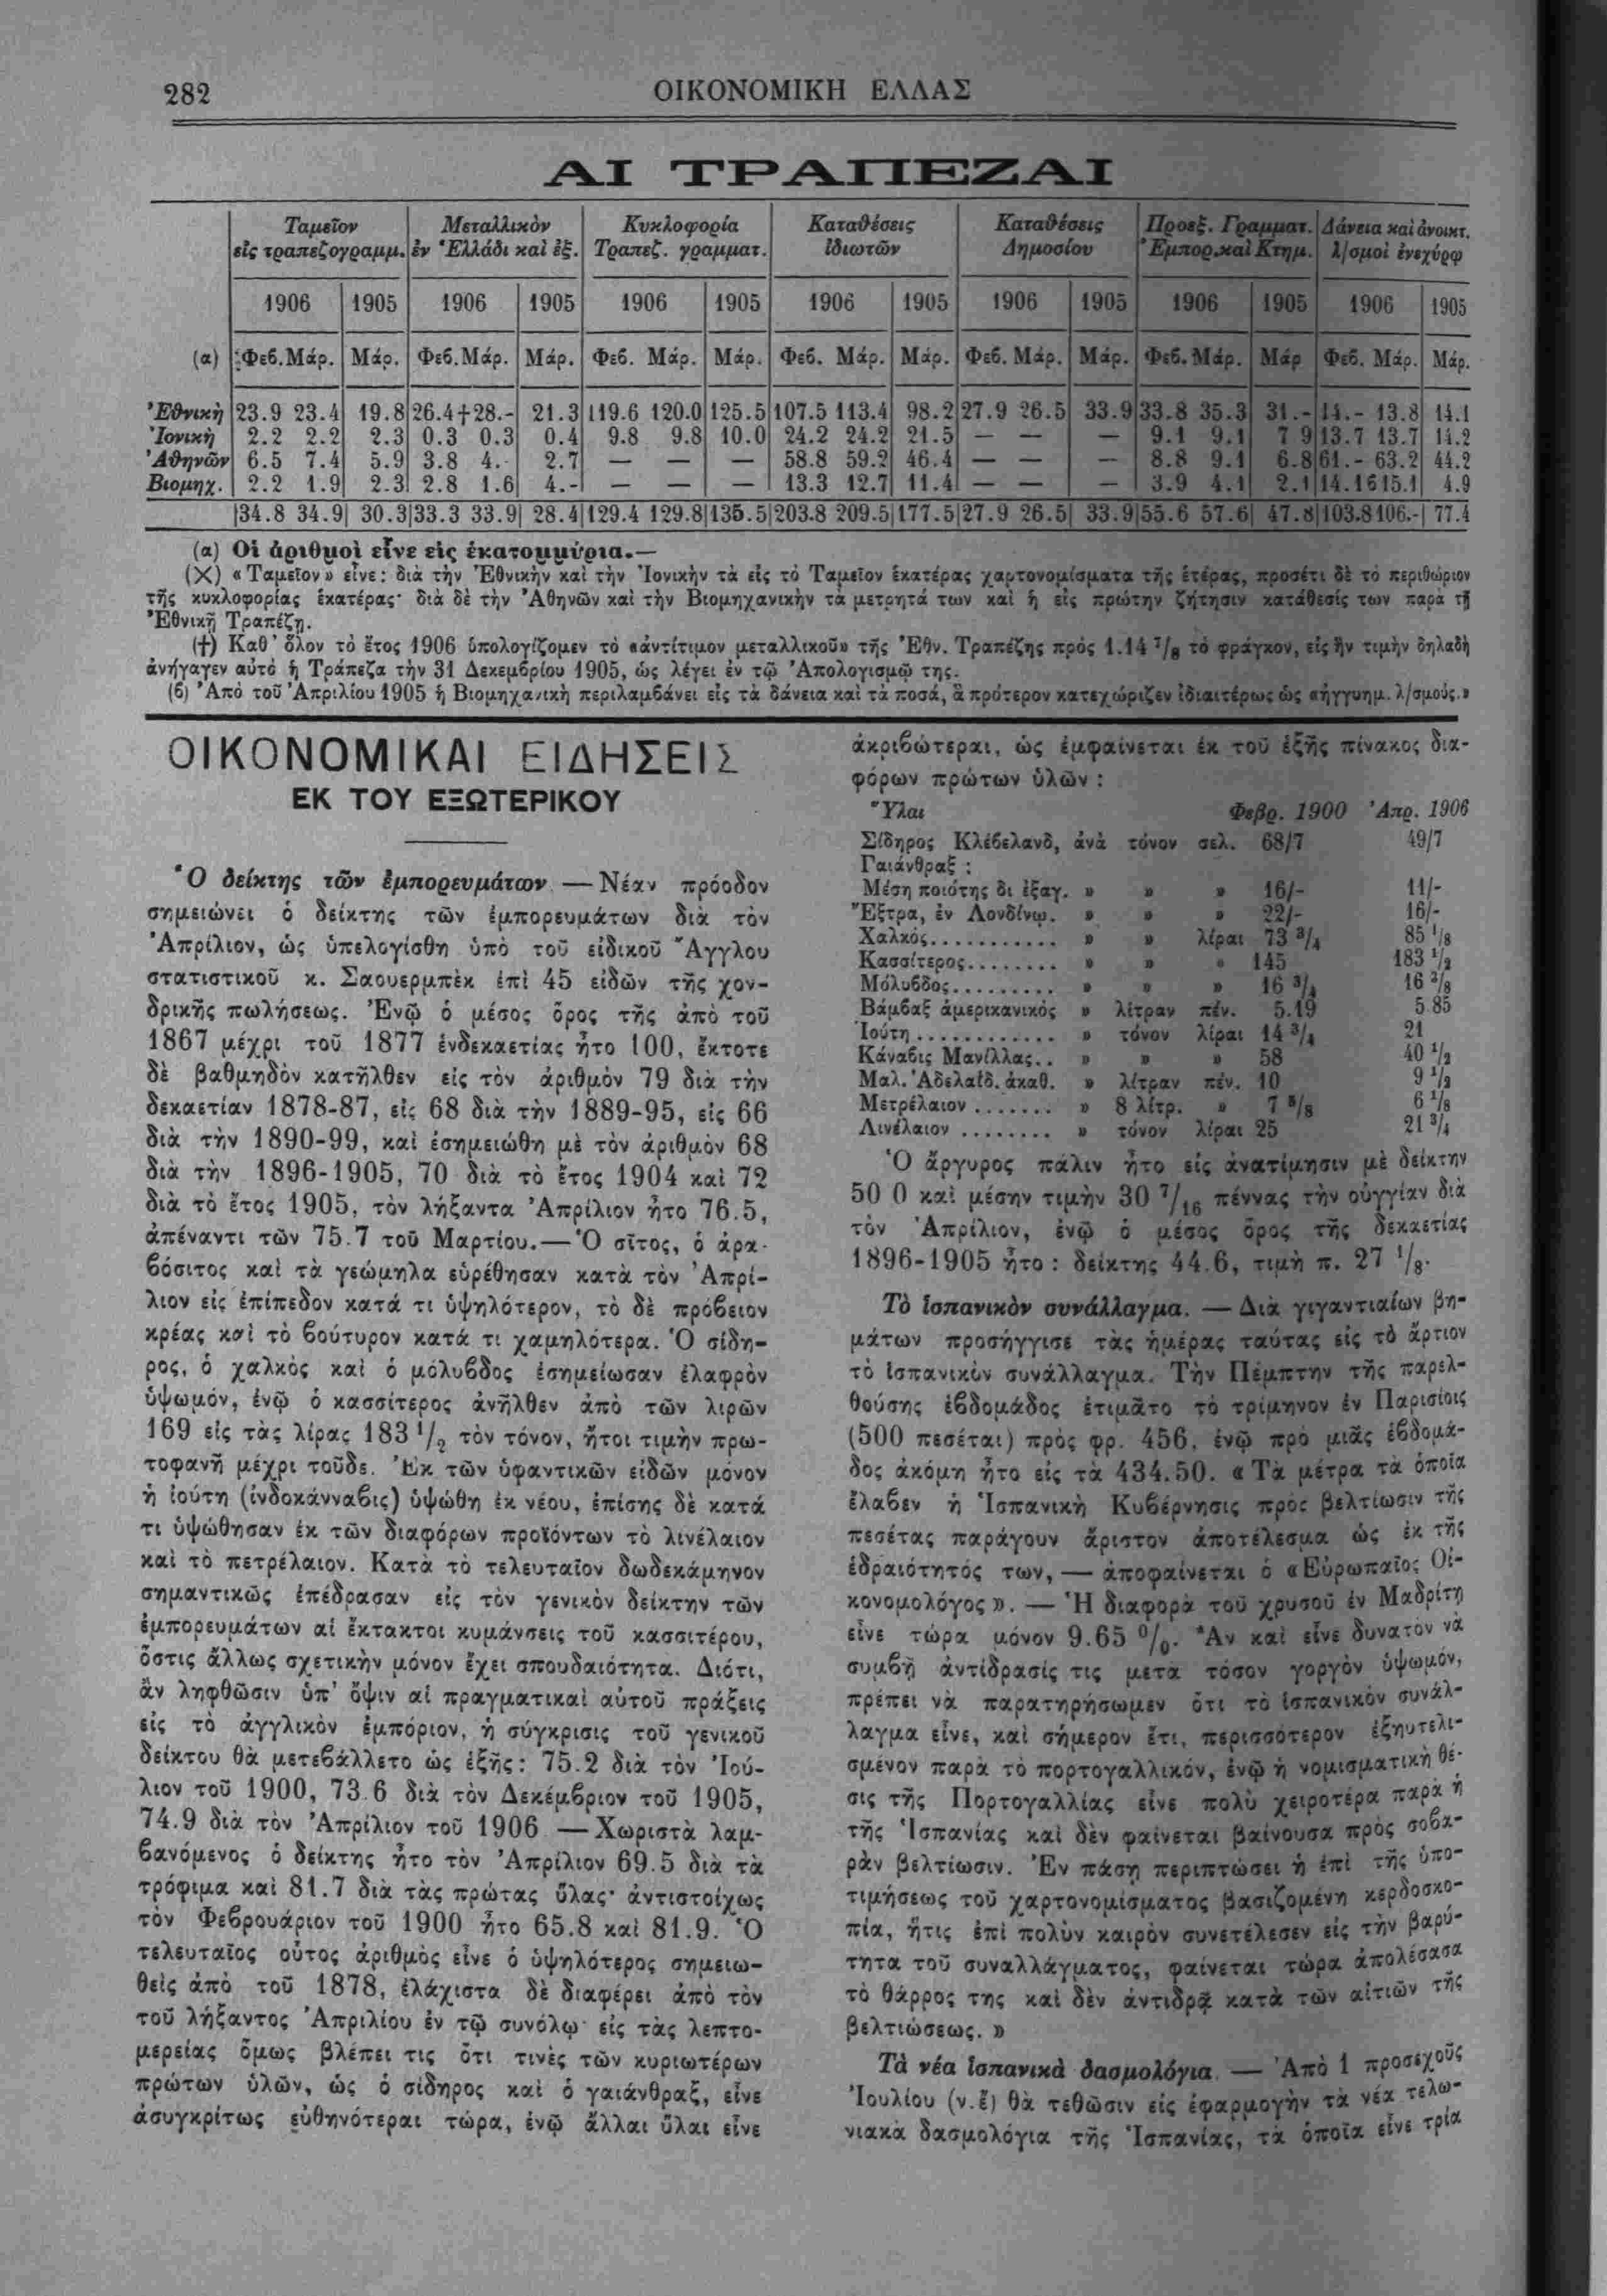 282
ΟΙΚΟΝΟΜΙΚΗ ΕΛΛΑΣ
ΑΙ ΤΡΑΠΕΖΑΙ
Ταμεῖον Μεταλλικὸν Κυκλοφορία Καταθέσεις Καταθέσεις Προεξ. Γραμματ. Δάνεια καὶ ἀνοικτ.
εἰς τραπεζογραμμ. ἐν Ἑλλάδι καὶ ἐξ. Τραπεζ. γραμματ. ἰδιωτῶν Δημοσίου Ἐμπορ. καὶ Κτημ. λ/σμοὶ ἐνεχύρῳ
1906 1905 1906 1905 1906 1905 1906 1905 1906 1905 1906 1905 1906 1905
(α) Φεβ. Μάρ. Μάρ. Φεβ. Μάρ. Μάρ. Φεβ. Μάρ. Μάρ. Φεβ. Μάρ. Μάρ. Φεβ. Μάρ. Μάρ. Φεβ. Μάρ. Μάρ Φεβ. Μάρ. Μάρ.
Ἐθνικὴ 23.9 23.4 19.8 26.4 † 28.- 21.3 119.6 120.0 125.5 107.5 113.4 98.2 27.9 26.5 33.9 33.8 35.3 31.- 14.- 13.8 14.1
Ἰονικὴ 2.2 2.2 2.3 0.3 0.3 0.4 9.8 9.8 10.0 24.2 24.2 21.5 — — — 9.1 9.1 7 9 13.7 13.7 14.2
Ἀθηνῶν 6.5 7.4 5.9 3.8 4.- 2.7 — — — 58.8 59.2 46.4 — — — 8.8 9.1 6.8 61.- 63.2 44.2
Βιομηχ. 2.2 1.9 2.3 2.8 1.6 4.- — — — 13.3 12.7 11.4 — — — 3.9 4.1 2.1 14.16 15.1 4.9
34.8 34.9 30.3 33.3 33.9 28.4 129.4 129.8 135.5 203.8 209.5 177.5 27.9 26.5 33.9 55.6 57.6 47.8 103.8 106.- 77.4
(α) Οἱ ἀριθμοὶ εἶνε εἰς ἑκατομμύρια.—
(Χ) «Ταμεῖον» εἶνε: διὰ τὴν Ἐθνικὴν καὶ τὴν Ἰονικὴν τὰ εἰς τὸ Ταμεῖον ἑκατέρας χαρτονομίσματα τῆς ἑτέρας, προσέτι δὲ τὸ περιθώριον
τῆς κυκλοφορίας ἑκατέρας· διὰ δὲ τὴν Ἀθηνῶν καὶ τὴν Βιομηχανικὴν τὰ μετρητά των καὶ ἡ εἰς πρώτην ζήτησιν κατάθεσίς των παρὰ τῇ
Ἐθνικῇ Τραπέζῃ.
(†) Καθ' ὅλον τὸ ἔτος 1906 ὑπολογίζομεν τὸ «ἀντίτιμον μεταλλικοῦ» τῆς Ἐθν. Τραπέζης πρὸς 1.14 7/8 τὸ φράγκον, εἰς ἣν τιμὴν δηλαδὴ
ἀνήγαγεν αὐτὸ ἡ Τράπεζα τὴν 31 Δεκεμβρίου 1905, ὡς λέγει ἐν τῷ Ἀπολογισμῷ της.
(β) Ἀπὸ τοῦ Ἀπριλίου 1905 ἡ Βιομηχανικὴ περιλαμβάνει εἰς τὰ δάνεια καὶ τὰ ποσά, ἃ πρότερον κατεχώριζεν ἰδιαιτέρως ὡς «ἠγγυημ. λ/σμούς.»
ΟΙΚΟΝΟΜΙΚΑΙ ΕΙΔΗΣΕΙΣ
ΕΚ ΤΟΥ ΕΞΩΤΕΡΙΚΟΥ
Ὁ δείκτης τῶν ἐμπορευμάτων — Νέαν πρόοδον
σημειώνει ὁ δείκτης τῶν ἐμπορευμάτων διὰ τὸν
Ἀπρίλιον, ὡς ὑπελογίσθη ὑπὸ τοῦ εἰδικοῦ Ἄγγλου
στατιστικοῦ κ. Σαουερμπὲκ ἐπὶ 45 εἰδῶν τῆς χον-
δρικῆς πωλήσεως. Ἐνῷ ὁ μέσος ὅρος τῆς ἀπὸ τοῦ
1867 μέχρι τοῦ 1877 ἑνδεκαετίας ἦτο 100, ἔκτοτε
δὲ βαθμηδὸν κατῆλθεν εἰς τὸν ἀριθμὸν 79 διὰ τὴν
δεκαετίαν 1878-87, εἰς 68 διὰ τὴν 1889-95, εἰς 66
διὰ τὴν 1890-99, καὶ ἐσημειώθη μὲ τὸν ἀριθμὸν 68
διὰ τὴν 1896-1905, 70 διὰ τὸ ἔτος 1904 καὶ 72
διὰ τὸ ἔτος 1905, τὸν λήξαντα Ἀπρίλιον ἦτο 76.5,
ἀπέναντι τῶν 75.7 τοῦ Μαρτίου.—Ὁ σῖτος, ὁ ἀρα-
βόσιτος καὶ τὰ γεώμηλα εὑρέθησαν κατὰ τὸν Ἀπρί-
λιον εἰς ἐπίπεδον κατά τι ὑψηλότερον, τὸ δὲ πρόβειον
κρέας καὶ τὸ βούτυρον κατά τι χαμηλότερα. Ὁ σίδη-
ρος, ὁ χαλκὸς καὶ ὁ μόλυβδος ἐσημείωσαν ἐλαφρὸν
ὑψωμόν, ἐνῷ ὁ κασσίτερος ἀνῆλθεν ἀπὸ τῶν λιρῶν
169 εἰς τὰς λίρας 183 1/2 τὸν τόνον, ἤτοι τιμὴν πρω-
τοφανῆ μέχρι τοῦδε. Ἐκ τῶν ὑφαντικῶν εἰδῶν μόνον
ἡ ἰούτη (ἰνδοκάνναβις) ὑψώθη ἐκ νέου, ἐπίσης δὲ κατά
τι ὑψώθησαν ἐκ τῶν διαφόρων προϊόντων τὸ λινέλαιον
καὶ τὸ πετρέλαιον. Κατὰ τὸ τελευταῖον δωδεκάμηνον
σημαντικῶς ἐπέδρασαν εἰς τὸν γενικὸν δείκτην τῶν
ἐμπορευμάτων αἱ ἔκτακτοι κυμάνσεις τοῦ κασσιτέρου,
ὅστις ἄλλως σχετικὴν μόνον ἔχει σπουδαιότητα. Διότι,
ἂν ληφθῶσιν ὑπ' ὄψιν αἱ πραγματικαὶ αὐτοῦ πράξεις
εἰς τὸ ἀγγλικὸν ἐμπόριον, ἡ σύγκρισις τοῦ γενικοῦ
δείκτου θὰ μετεβάλλετο ὡς ἑξῆς: 75.2 διὰ τὸν Ἰού-
λιον τοῦ 1900, 73.6 διὰ τὸν Δεκέμβριον τοῦ 1905,
74.9 διὰ τὸν Ἀπρίλιον τοῦ 1906 — Χωριστὰ λαμ-
βανόμενος ὁ δείκτης ἦτο τὸν Ἀπρίλιον 69.5 διὰ τὰ
τρόφιμα καὶ 81.7 διὰ τὰς πρώτας ὕλας· ἀντιστοίχως
τὸν Φεβρουάριον τοῦ 1900 ἦτο 65.8 καὶ 81.9. Ὁ
τελευταῖος οὗτος ἀριθμὸς εἶνε ὁ ὑψηλότερος σημειω-
θεὶς ἀπὸ τοῦ 1878, ἐλάχιστα δὲ διαφέρει ἀπὸ τὸν
τοῦ λήξαντος Ἀπριλίου ἐν τῷ συνόλῳ· εἰς τὰς λεπτο-
μερείας ὅμως βλέπει τις ὅτι τινὲς τῶν κυριωτέρων
πρώτων ὑλῶν, ὡς ὁ σίδηρος καὶ ὁ γαιάνθραξ, εἶνε
ἀσυγκρίτως εὐθηνότεραι τώρα, ἐνῷ ἄλλαι ὗλαι εἶνε
ἀκριβώτεραι, ὡς ἐμφαίνεται ἐκ τοῦ ἑξῆς πίνακος δια-
φόρων πρώτων ὑλῶν :
Ὗλαι Φεβρ. 1900 Ἀπρ. 1906
Σίδηρος Κλέβελανδ, ἀνὰ τόνον σελ. 68/7 49/7
Γαιάνθραξ :
Μέση ποιότης δι ἐξαγ. » » » 16/- 11/-
Ἔξτρα, ἐν Λονδίνῳ. » » » 22/- 16/-
Χαλκός............ » » λίραι 73 3/4 85 1/8
Κασσίτερος......... » » » 145 183 1/2
Μόλυβδος.......... » » » 16 3/4 16 3/8
Βάμβαξ ἀμερικανικός » λίτραν πέν. 5.19 5.85
Ἰούτη............. » τόνον λίραι 14 3/4 21
Κάναβις Μανίλλας.. » » » 58 40 1/2
Μαλ. Ἀδελαΐδ. ἀκαθ. » λίτραν πέν. 10 9 1/2
Μετρέλαιον ....... » 8 λίτρ. » 7 5/8 6 1/8
Λινέλαιον ........ » τόνον λίραι 25 21 3/4
Ὁ ἄργυρος πάλιν ἦτο εἰς ἀνατίμησιν μὲ δείκτην
50 0 καὶ μέσην τιμὴν 30 7/16 πέννας τὴν οὐγγίαν διὰ
τὸν Ἀπρίλιον, ἐνῷ ὁ μέσος ὅρος τῆς δεκαετίας
1896-1905 ἦτο: δείκτης 44.6, τιμὴ π. 27 1/8.
Τὸ ἱσπανικὸν συνάλλαγμα. — Διὰ γιγαντιαίων βη-
μάτων προσήγγισε τὰς ἡμέρας ταύτας εἰς τὸ ἄρτιον
τὸ ἱσπανικὸν συνάλλαγμα. Τὴν Πέμπτην τῆς παρελ-
θούσης ἑβδομάδος ἐτιμᾶτο τὸ τρίμηνον ἐν Παρισίοις
(500 πεσέται) πρὸς φρ. 456, ἐνῷ πρὸ μιᾶς ἑβδομά-
δος ἀκόμη ἦτο εἰς τὰ 434.50. «Τὰ μέτρα τὰ ὁποῖα
ἔλαβεν ἡ Ἱσπανικὴ Κυβέρνησις πρὸς βελτίωσιν τῆς
πεσέτας παράγουν ἄριστον ἀποτέλεσμα ὡς ἐκ τῆς
ἑδραιότητός των, — ἀποφαίνεται ὁ «Εὐρωπαῖος Οἰ-
κονομολόγος». — Ἡ διαφορὰ τοῦ χρυσοῦ ἐν Μαδρίτῃ
εἶνε τώρα μόνον 9.65 0/0. Ἂν καὶ εἶνε δυνατὸν νὰ
συμβῇ ἀντίδρασίς τις μετὰ τόσον γοργὸν ὑψωμόν,
πρέπει νὰ παρατηρήσωμεν ὅτι τὸ ἱσπανικὸν συνάλ-
λαγμα εἶνε, καὶ σήμερον ἔτι, περισσότερον ἐξηυτελι-
σμένον παρὰ τὸ πορτογαλλικόν, ἐνῷ ἡ νομισματικὴ θέ-
σις τῆς Πορτογαλλίας εἶνε πολὺ χειροτέρα παρὰ ἡ
τῆς Ἱσπανίας καὶ δὲν φαίνεται βαίνουσα πρὸς σοβα-
ρὰν βελτίωσιν. Ἐν πάσῃ περιπτώσει ἡ ἐπὶ τῆς ὑπο-
τιμήσεως τοῦ χαρτονομίσματος βασιζομένη κερδοσκο-
πία, ἥτις ἐπὶ πολὺν καιρὸν συνετέλεσεν εἰς τὴν βαρύ-
τητα τοῦ συναλλάγματος, φαίνεται τώρα ἀπολέσασα
τὸ θάρρος της καὶ δὲν ἀντιδρᾷ κατὰ τῶν αἰτιῶν τῆς
βελτιώσεως.»
Τὰ νέα ἱσπανικὰ δασμολόγια. — Ἀπὸ 1 προσεχοῦς
Ἰουλίου (ν.ἔ) θὰ τεθῶσιν εἰς ἐφαρμογὴν τὰ νέα τελω-
νιακὰ δασμολόγια τῆς Ἱσπανίας, τὰ ὁποῖα εἶνε τρία